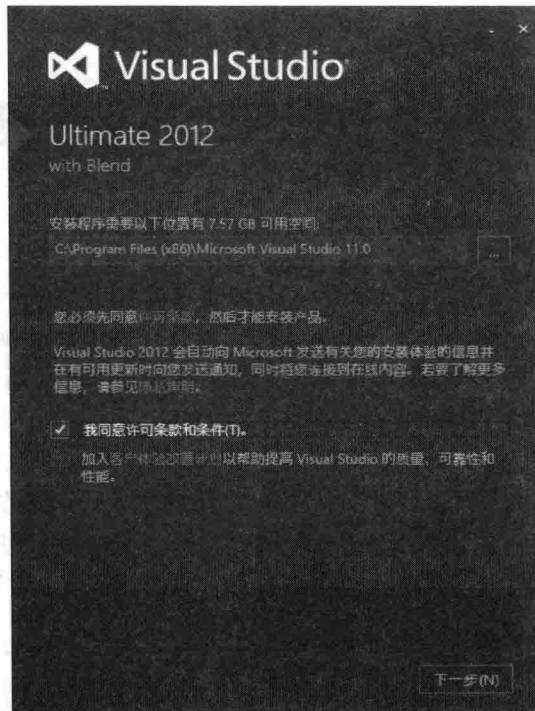 Visual Studio
Ultimate 2012
with Blend
安装程序需要以下位置有 7.57 GB 可用空间:
C:\Program Files (x86)\Microsoft Visual Studio 11.0
...
您必须先同意许可条款，然后才能安装产品。
Visual Studio 2012 会自动向 Microsoft 发送有关您的安装体验的信息并
在有可用更新时向您发送通知，同时将您连接到在线内容。若要了解更多
信息，请参见隐私声明。
我同意许可条款和条件(T)。
加入客户体验改善计划以帮助提高 Visual Studio 的质量、可靠性和
性能。
下一步(N)